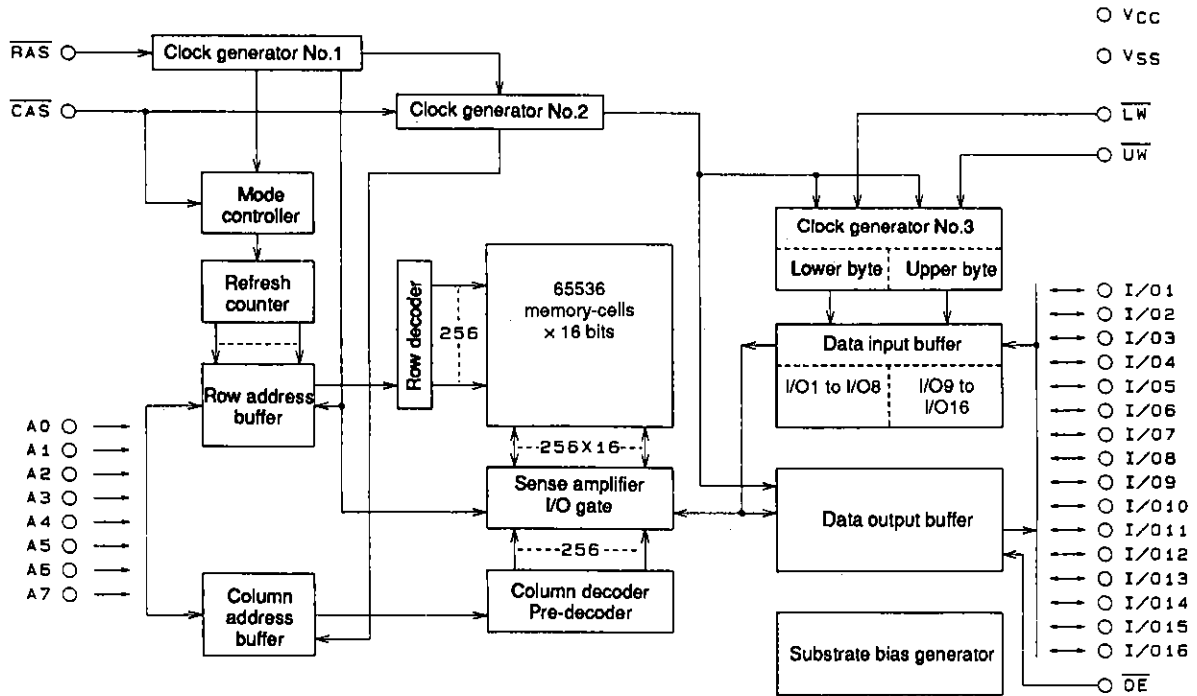 RAS
CAS
Clock generator No.1
Clock generator No.2
VCC
VSS
LW
UW
Mode
controller
Refresh
counter
Row address
buffer
Row decoder
256
65536
memory-cells
× 16 bits
256X16
Sense amplifier
I/O gate
256
Column decoder
Pre-decoder
Column
address
buffer
A0
A1
A2
A3
A4
A5
A6
A7
Clock generator No.3
Lower byte
Upper byte
Data input buffer
I/O1 to I/O8
I/O9 to
I/O16
Data output buffer
Substrate bias generator
I/O1
I/O2
I/O3
I/O4
I/O5
I/O6
I/O7
I/O8
I/O9
I/O10
I/O11
I/O12
I/O13
I/O14
I/O15
I/O16
OE